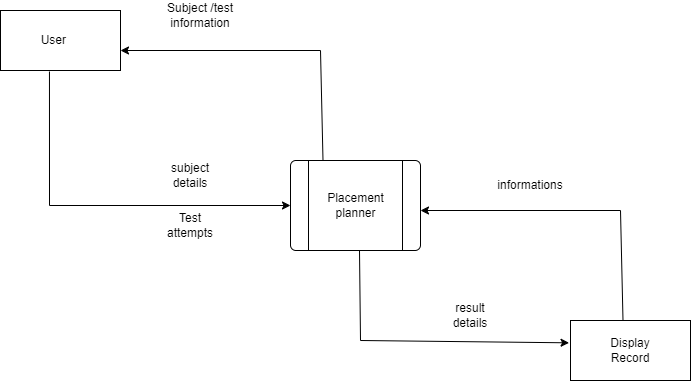 Subject /test
information
User
subject
details
Test
attempts
Placement
planner
informations
result
details
Display
Record